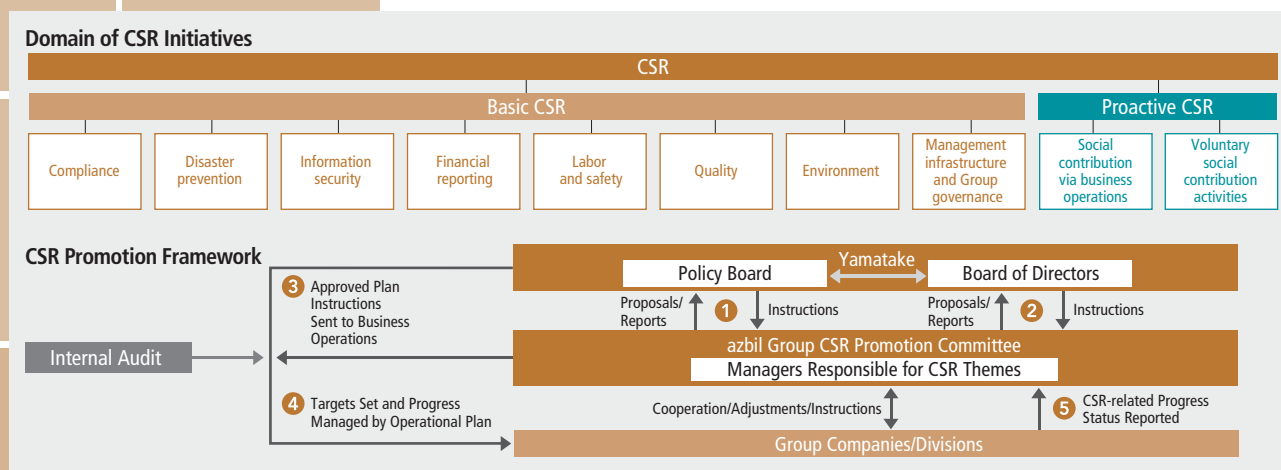 Domain of CSR Initiatives
CSR
Basic CSR
Proactive CSR
Compliance
Disaster
prevention
Information
security
Financial
reporting
Labor
and safety
Quality
Environment
Management
infrastructure
and Group
governance
Social
contribution
via business
operations
Voluntary
social
contribution
activities
CSR Promotion Framework
Yamatake
Policy Board
Board of Directors
3 Approved Plan
Instructions
Sent to Business
Operations
Proposals/
Reports
1
Instructions
Proposals/
Reports
2
Instructions
Internal Audit
azbil Group CSR Promotion Committee
Managers Responsible for CSR Themes
4 Targets Set and Progress
Managed by Operational Plan
Cooperation/Adjustments/Instructions
5 CSR-related Progress
Status Reported
Group Companies/Divisions